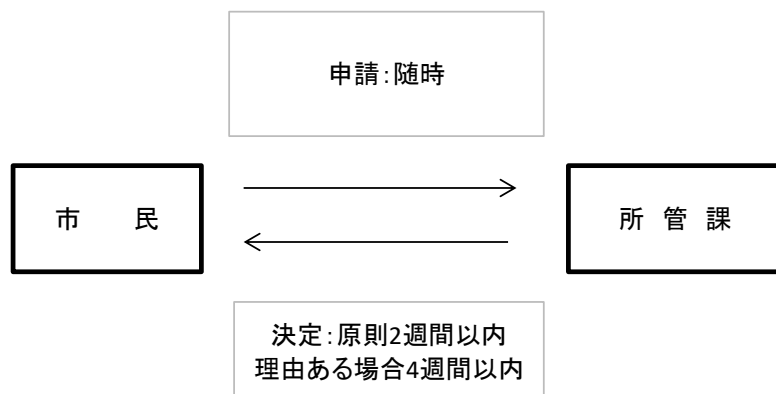 申請：随時
市　　民
所　管　課
決定：原則2週間以内
理由ある場合4週間以内